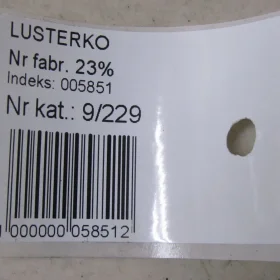 LUSTERKO
Nr fabr. 23%
Indeks: 005851
Nr kat.: 9/229
000000 058512